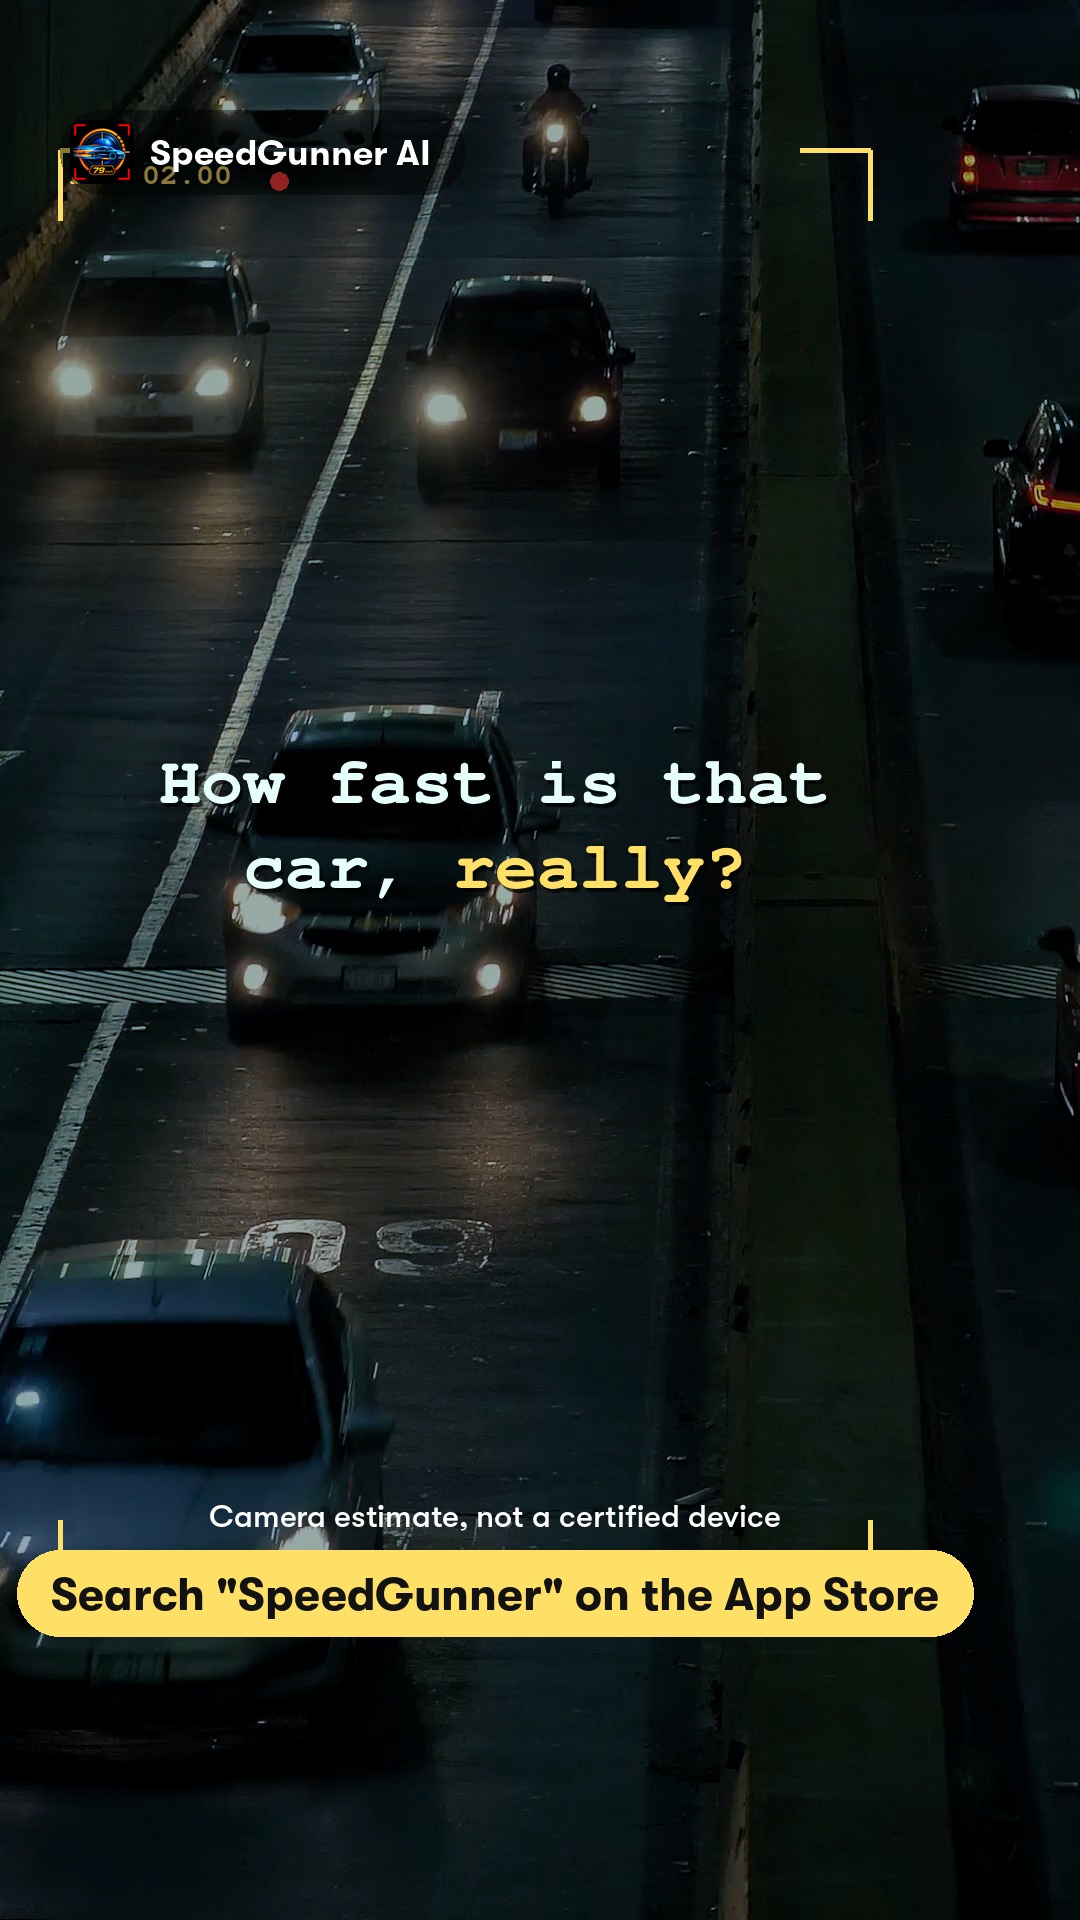 SpeedGunner AI
02.00
How fast is that
car, really?
60
Camera estimate, not a certified device
Search "SpeedGunner" on the App Store